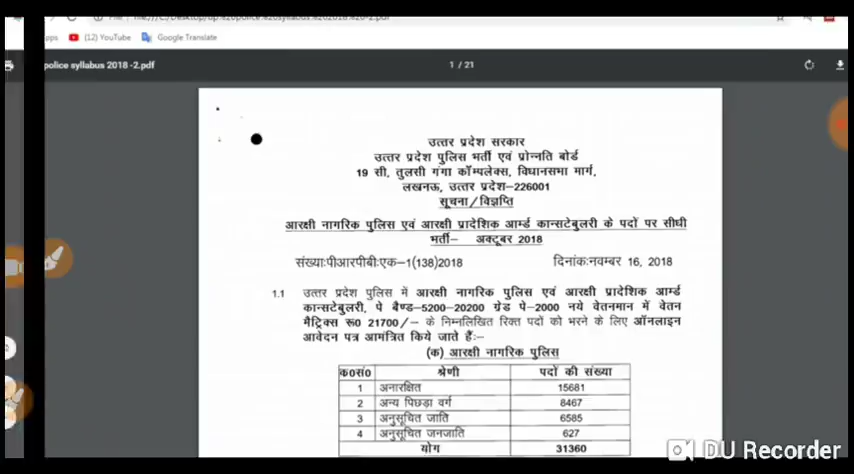 (12) YouTube
Google Translate
police syllabus 2018 -2.pdf
1 / 21
उत्तर प्रदेश सरकार
उत्तर प्रदेश पुलिस भर्ती एवं प्रोन्नति बोर्ड
19 सी, तुलसी गंगा कॉम्पलेक्स, विधानसभा मार्ग,
लखनऊ, उत्तर प्रदेश-226001
सूचना/विज्ञप्ति
आरक्षी नागरिक पुलिस एवं आरक्षी प्रादेशिक आर्म्ड कान्सटेबुलरी के पदों पर सीधी
भर्ती- अक्टूबर 2018
संख्या:पीआरपीबी:एक-1(138)2018 दिनांक:नवम्बर 16, 2018
1.1 उत्तर प्रदेश पुलिस में आरक्षी नागरिक पुलिस एवं आरक्षी प्रादेशिक आर्म्ड
कान्सटेबुलरी, पे बैण्ड-5200-20200 ग्रेड पे-2000 नये वेतनमान में वेतन
मैट्रिक्स रू0 21700/- के निम्नलिखित रिक्त पदों को भरने के लिए ऑनलाइन
आवेदन पत्र आमंत्रित किये जाते हैं:-
(क) आरक्षी नागरिक पुलिस
क0सं0 श्रेणी पदों की संख्या
1 अनारक्षित 15681
2 अन्य पिछड़ा वर्ग 8467
3 अनुसूचित जाति 6585
4 अनुसूचित जनजाति 627
योग 31360
DU Recorder